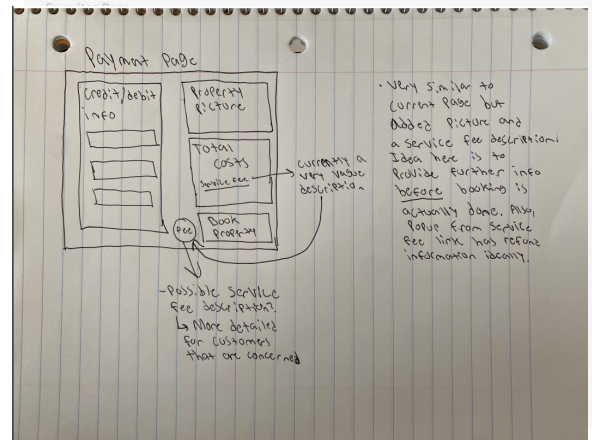 Payment Page
Credit/debit
info
Property
Picture
Total
Costs
Service fee
Book
Property
Fee
currently a
very vague
description
- Possible Service
fee description?
↳ More detailed
for customers
that are concerned
· Very similar to
current Page but
Added Picture and
a service fee description.
Idea here is to
Provide further info
before booking is
actually done. Also,
Popup from service
fee link has refund
information ideally.